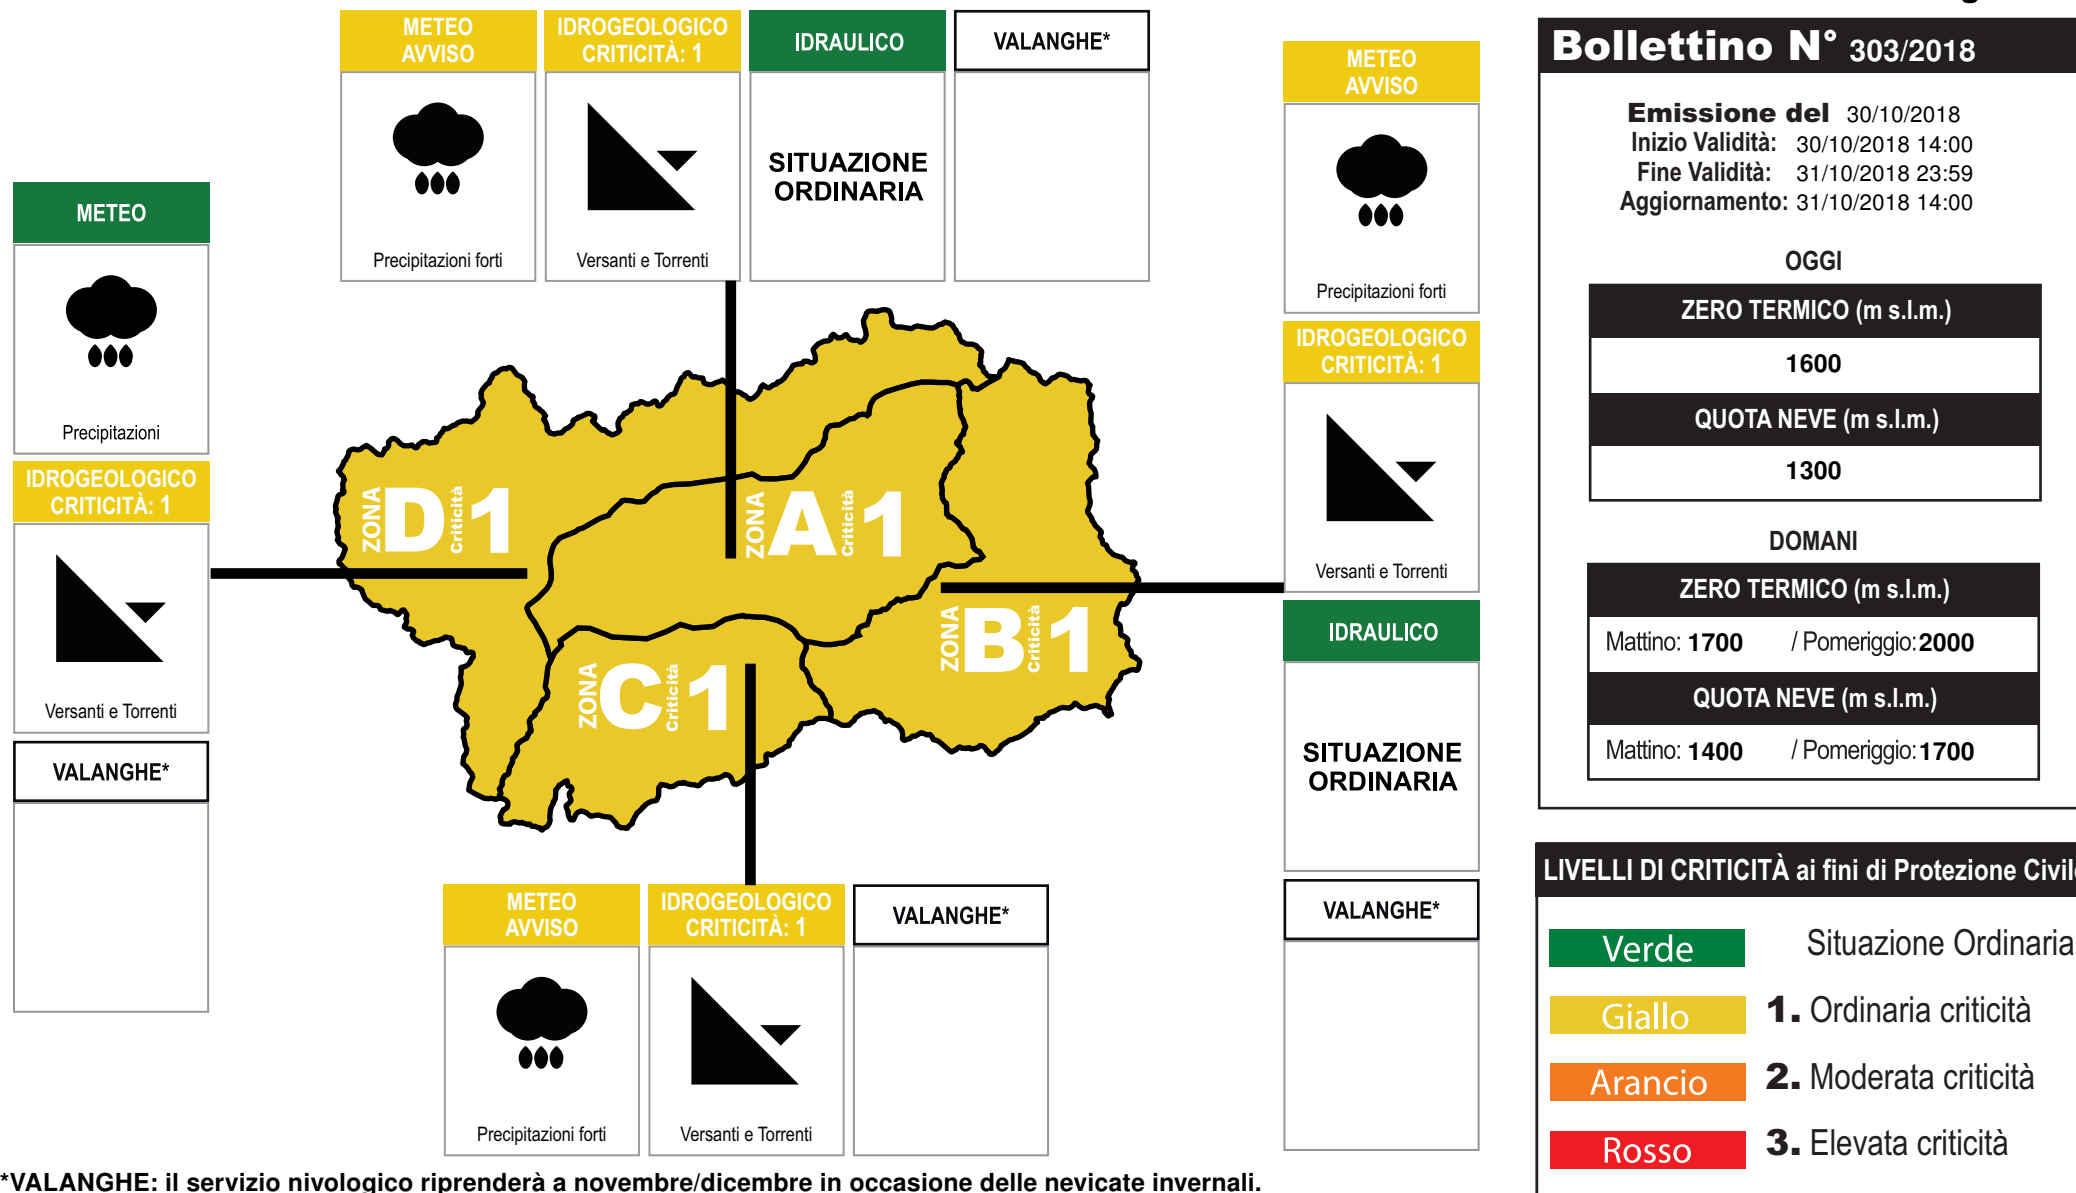 METEO
AVVISO
Precipitazioni forti
IDROGEOLOGICO
CRITICITÀ: 1
Versanti e Torrenti
IDRAULICO
SITUAZIONE
ORDINARIA
VALANGHE*
METEO
AVVISO
Precipitazioni forti
IDROGEOLOGICO
CRITICITÀ: 1
Versanti e Torrenti
IDRAULICO
SITUAZIONE
ORDINARIA
VALANGHE*
METEO
Precipitazioni
IDROGEOLOGICO
CRITICITÀ: 1
Versanti e Torrenti
VALANGHE*
ZONA D Criticità 1
ZONA A Criticità 1
ZONA B Criticità 1
ZONA C Criticità 1
METEO
AVVISO
Precipitazioni forti
IDROGEOLOGICO
CRITICITÀ: 1
Versanti e Torrenti
VALANGHE*
*VALANGHE: il servizio nivologico riprenderà a novembre/dicembre in occasione delle nevicate invernali.
Bollettino N° 303/2018
Emissione del 30/10/2018
Inizio Validità: 30/10/2018 14:00
Fine Validità: 31/10/2018 23:59
Aggiornamento: 31/10/2018 14:00
OGGI
ZERO TERMICO (m s.l.m.)
1600
QUOTA NEVE (m s.l.m.)
1300
DOMANI
ZERO TERMICO (m s.l.m.)
Mattino: 1700 / Pomeriggio: 2000
QUOTA NEVE (m s.l.m.)
Mattino: 1400 / Pomeriggio: 1700
LIVELLI DI CRITICITÀ ai fini di Protezione Civile
Verde Situazione Ordinaria
Giallo 1. Ordinaria criticità
Arancio 2. Moderata criticità
Rosso 3. Elevata criticità